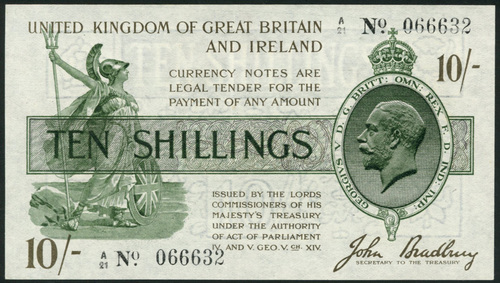 UNITED KINGDOM OF GREAT BRITAIN
AND IRELAND
A/21 No. 066632
CURRENCY NOTES ARE
LEGAL TENDER FOR THE
PAYMENT OF ANY AMOUNT
10/-
TEN SHILLINGS
GEORGIVS V D. G. BRITT: OMN: REX F. D. IND: IMP:
ISSUED BY THE LORDS
COMMISSIONERS OF HIS
MAJESTY'S TREASURY
UNDER THE AUTHORITY
OF ACT OF PARLIAMENT
IV. AND V. GEO. V. CH. XIV.
10/-
A/21 No. 066632
John Bradbury
SECRETARY TO THE TREASURY.